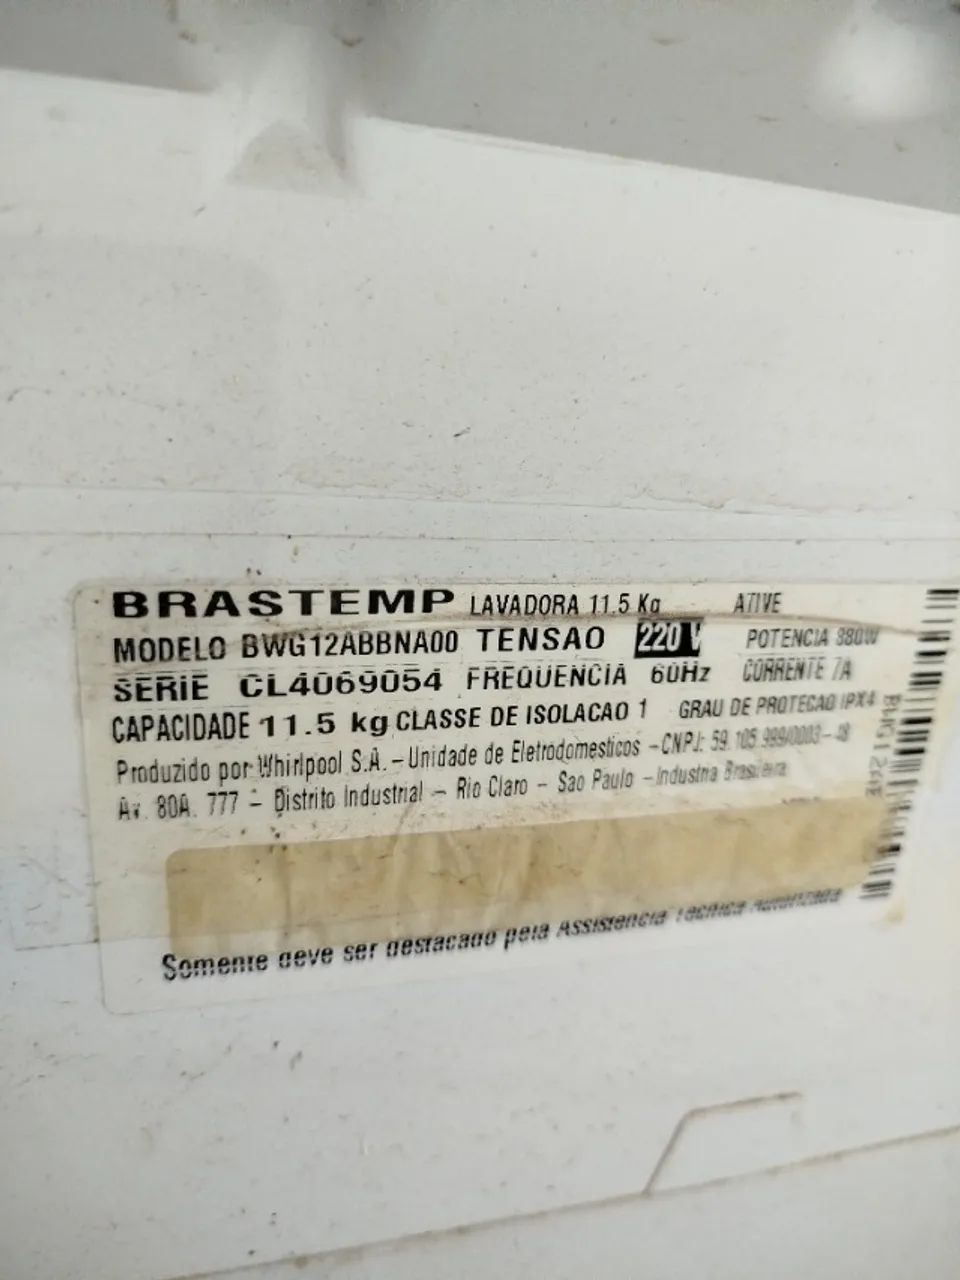 BRASTEMP LAVADORA 11.5 Kg ATIVE
MODELO BWG12ABBNA00 TENSAO 220 V POTENCIA 880W
SERIE CL4069054 FREQUENCIA 60Hz CORRENTE 7A
CAPACIDADE 11.5 kg CLASSE DE ISOLACAO 1 GRAU DE PROTECAO IPX4
Produzido por Whirlpool S.A.-Unidade de Eletrodomesticos -CNPJ: 59.105.999/0003-48
Av. 80A. 777 - Distrito Industrial - Rio Claro - Sao Paulo -Industria Brasileira
Somente deve ser destacado pela Assistencia Tecnica Autorizada